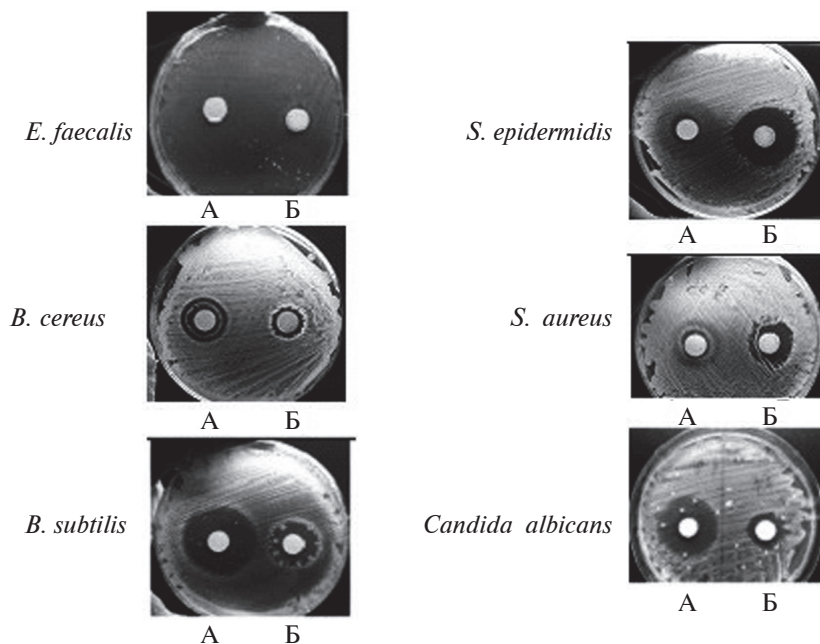 E. faecalis
А Б
B. cereus
А Б
B. subtilis
А Б
S. epidermidis
А Б
S. aureus
А Б
Candida albicans
А Б